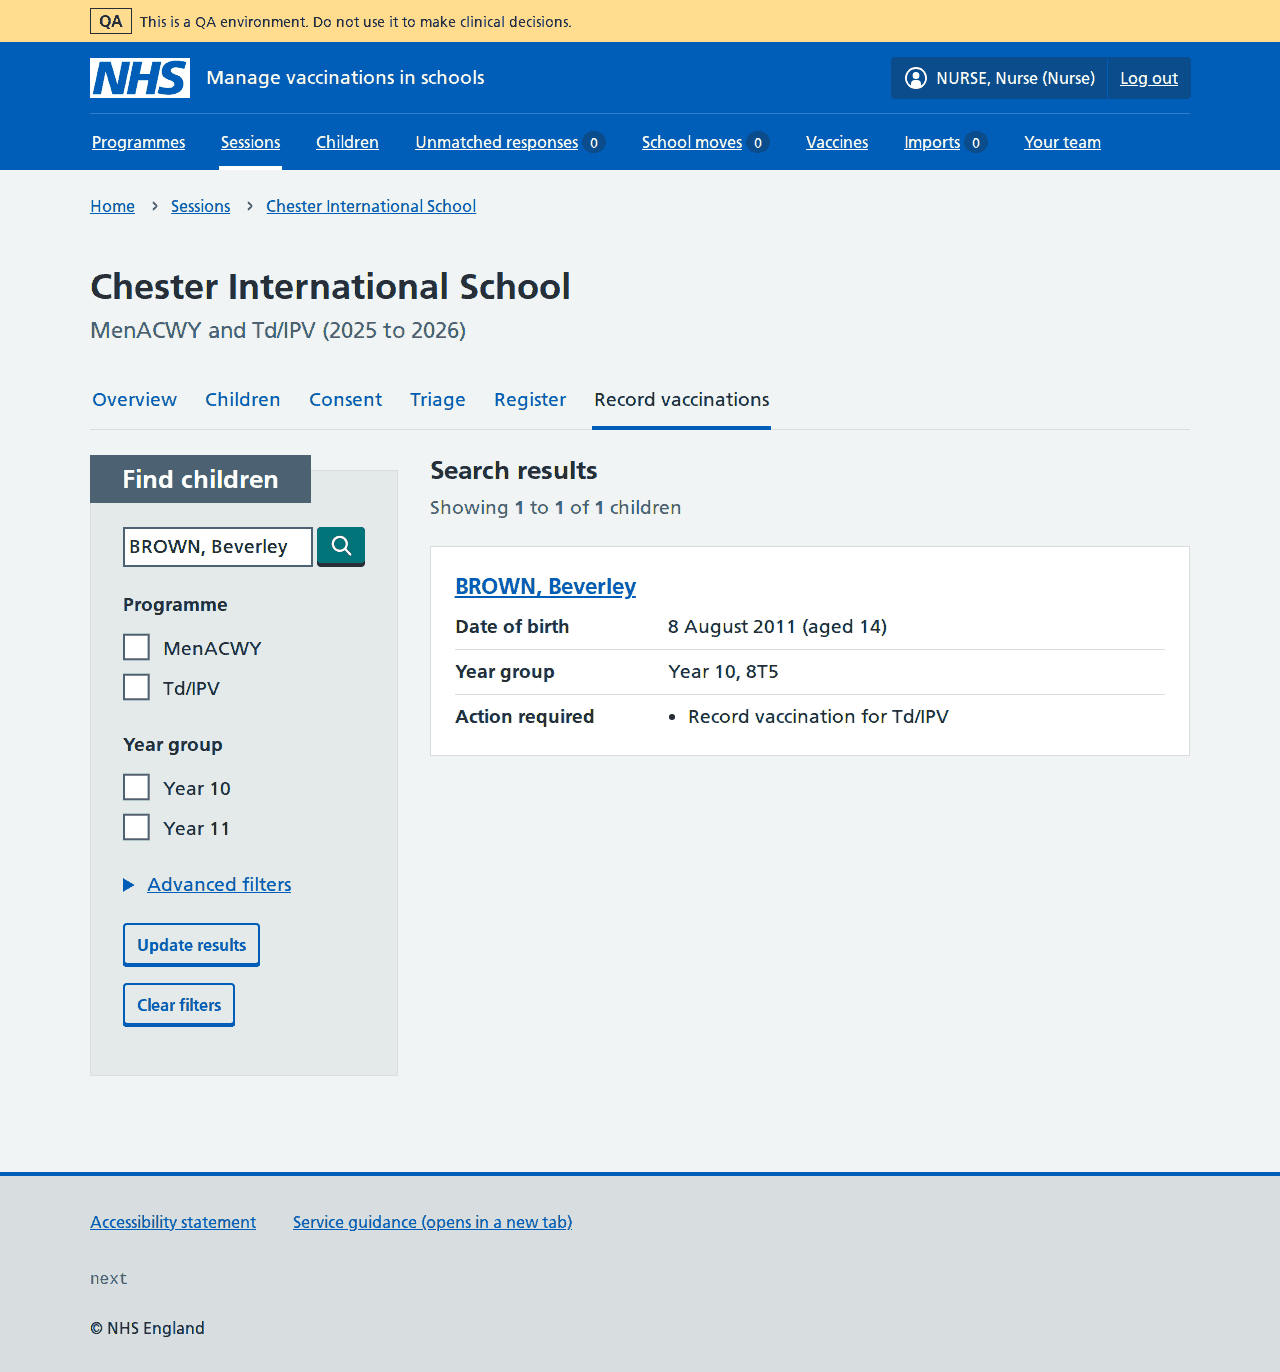 QA This is a QA environment. Do not use it to make clinical decisions.
NHS Manage vaccinations in schools NURSE, Nurse (Nurse) Log out
Programmes Sessions Children Unmatched responses 0 School moves 0 Vaccines Imports 0 Your team
Home Sessions Chester International School
Chester International School
MenACWY and Td/IPV (2025 to 2026)
Overview Children Consent Triage Register Record vaccinations
Find children
BROWN, Beverley
Programme
MenACWY
Td/IPV
Year group
Year 10
Year 11
Advanced filters
Update results
Clear filters
Search results
Showing 1 to 1 of 1 children
BROWN, Beverley
Date of birth 8 August 2011 (aged 14)
Year group Year 10, 8T5
Action required • Record vaccination for Td/IPV
Accessibility statement Service guidance (opens in a new tab)
next
© NHS England